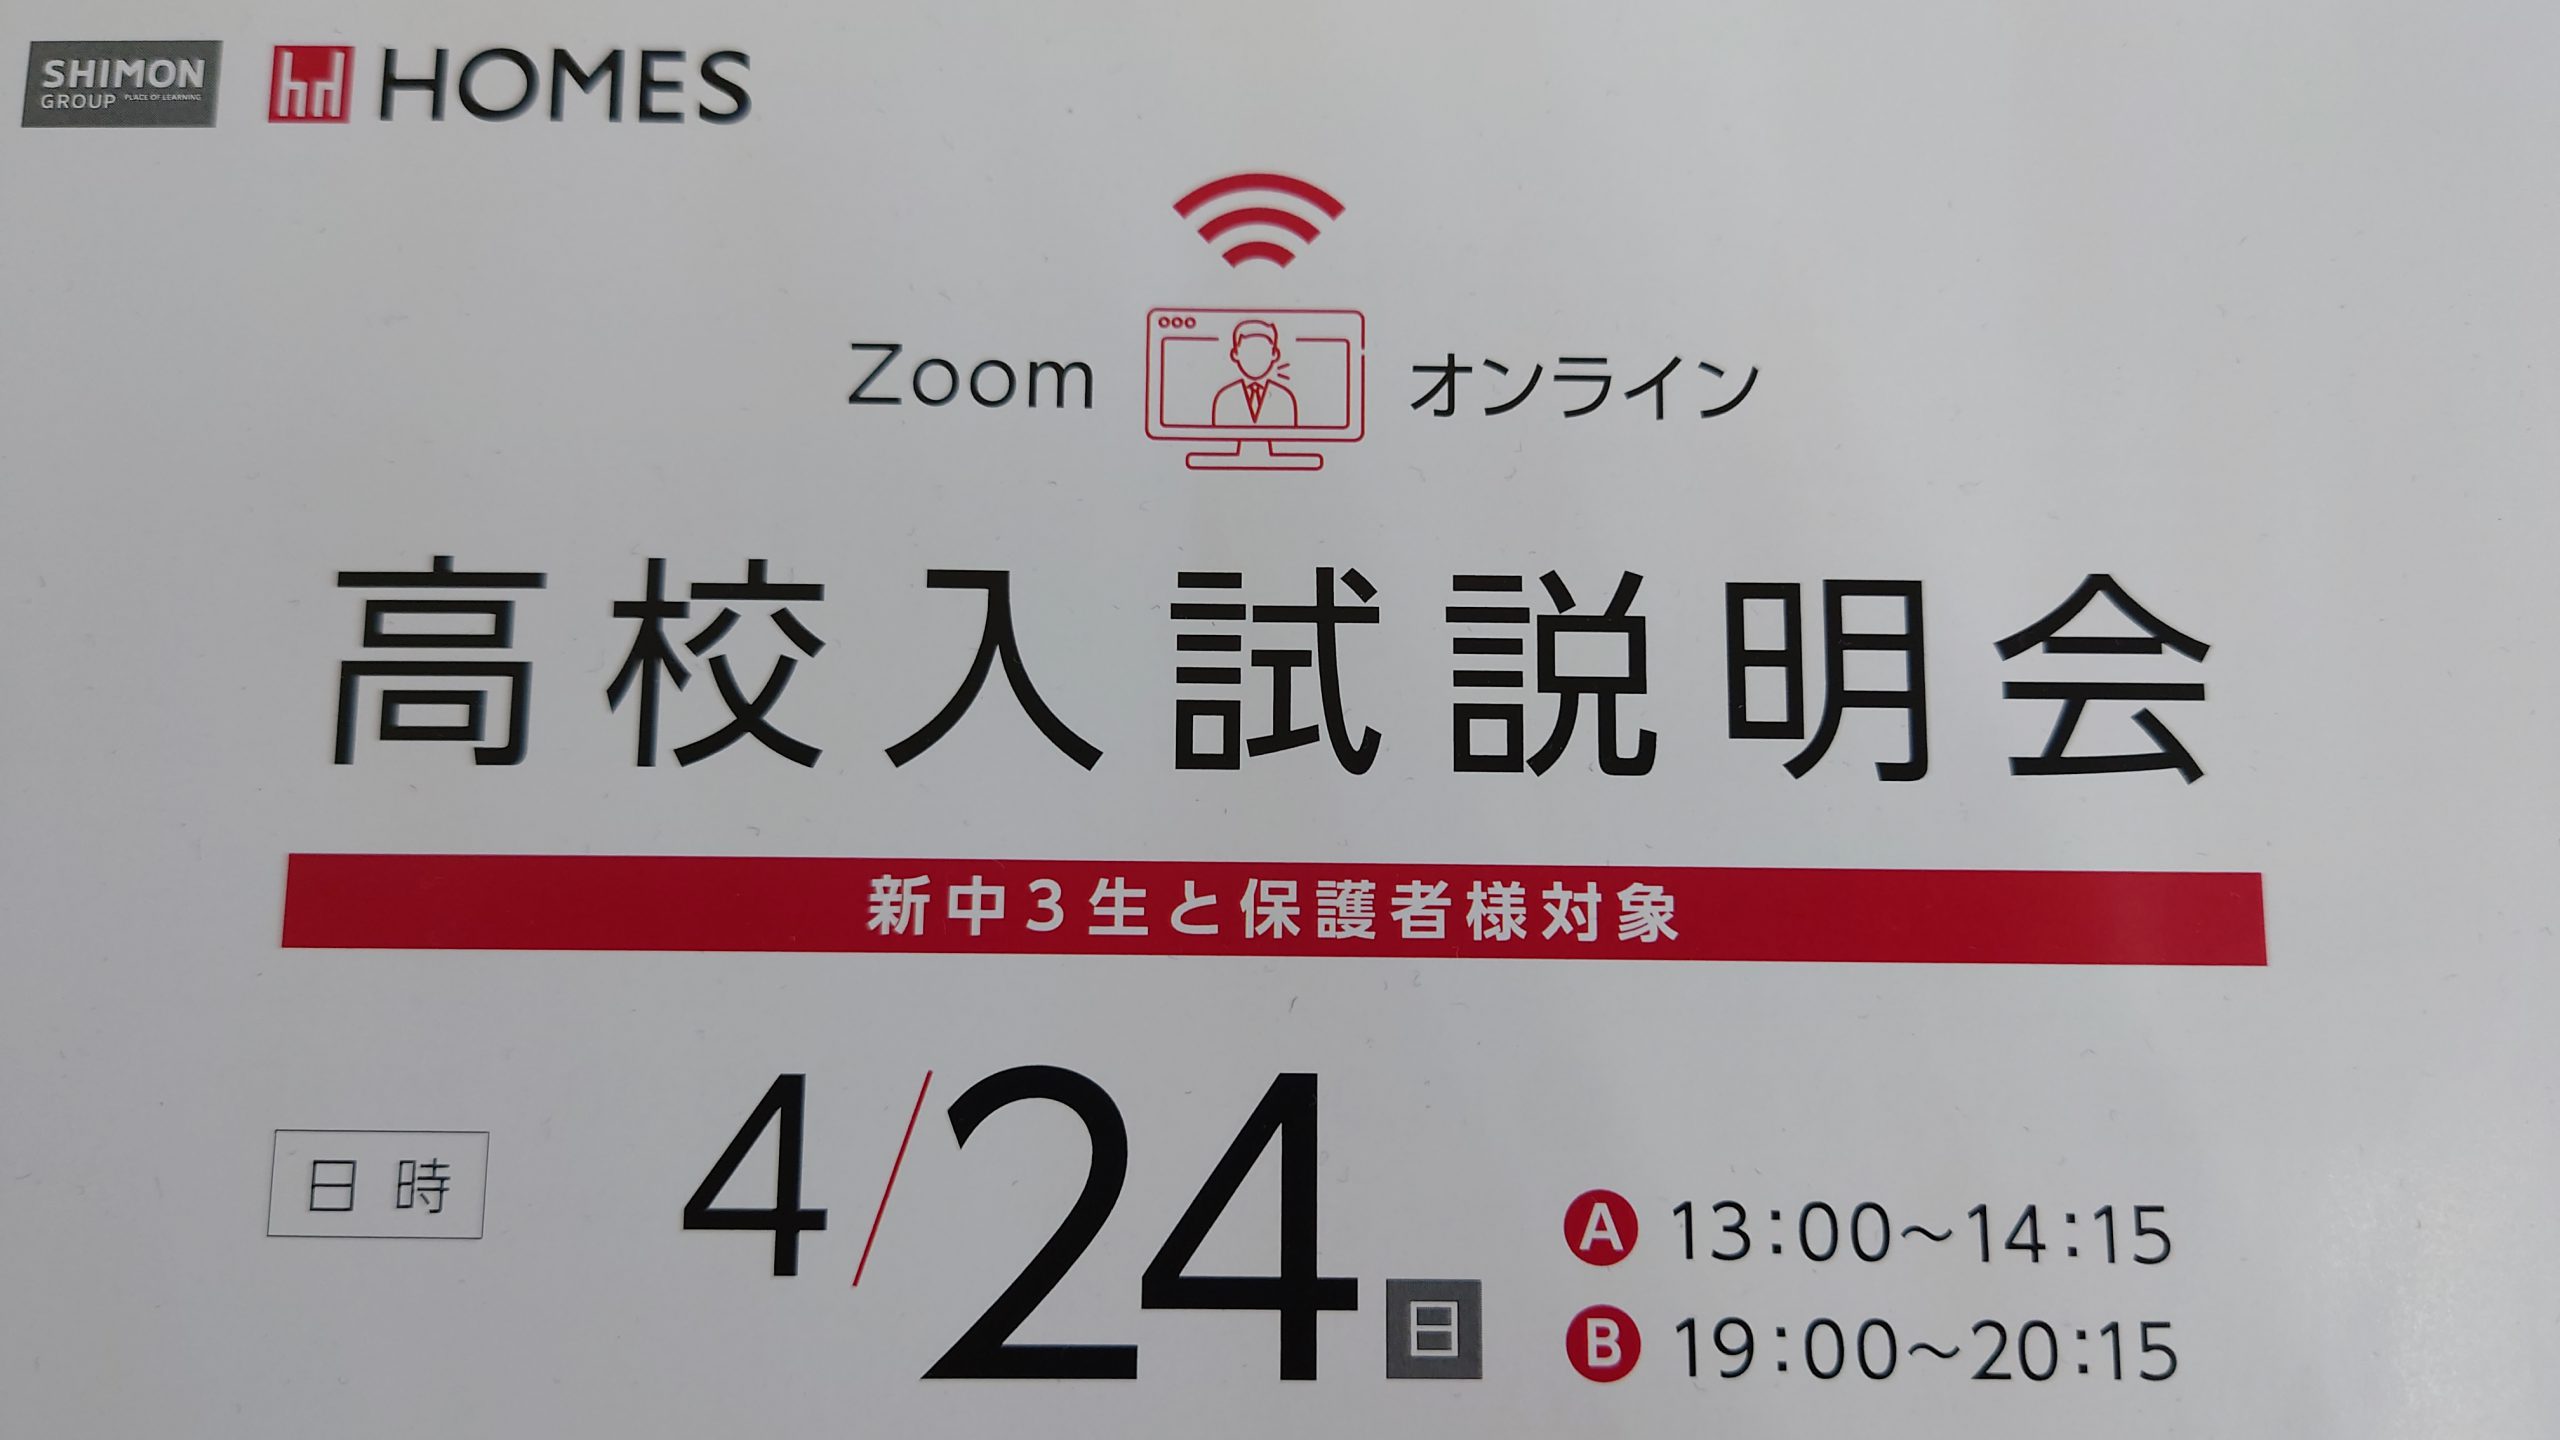 SHIMON
GROUP PLACE OF LEARNING
HOMES
Zoom オンライン
高校入試説明会
新中3生と保護者様対象
日時 4/24 日
A 13:00～14:15
B 19:00～20:15